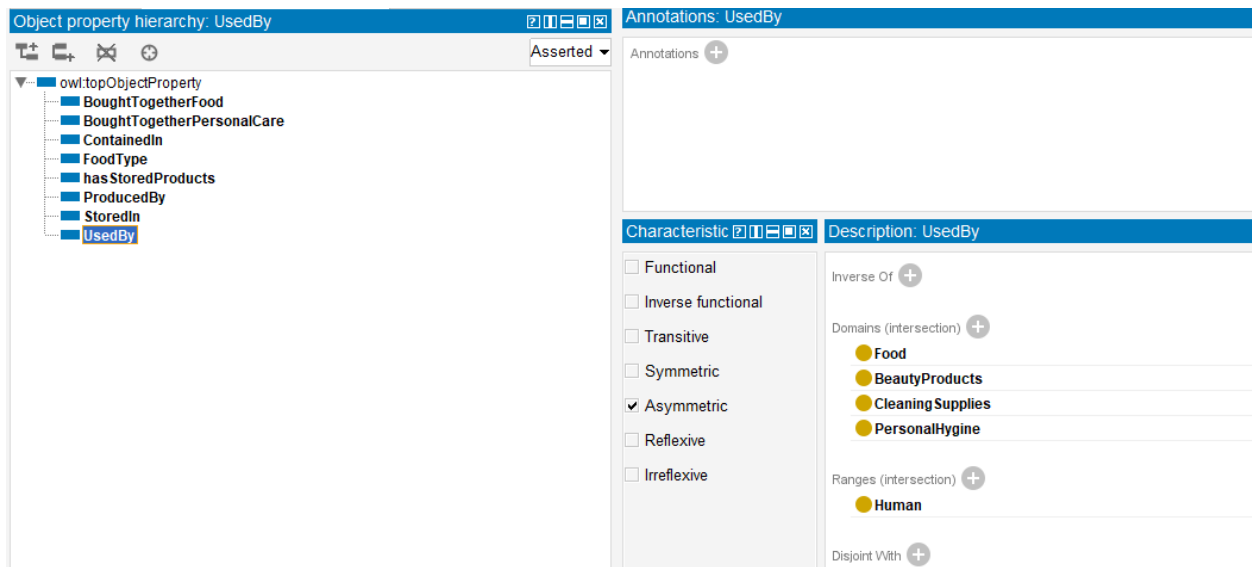 Object property hierarchy: UsedBy
Asserted
owl:topObjectProperty
BoughtTogetherFood
BoughtTogetherPersonalCare
ContainedIn
FoodType
hasStoredProducts
ProducedBy
StoredIn
UsedBy
Annotations: UsedBy
Annotations
Characteristic
Functional
Inverse functional
Transitive
Symmetric
Asymmetric
Reflexive
Irreflexive
Description: UsedBy
Inverse Of
Domains (intersection)
Food
BeautyProducts
CleaningSupplies
PersonalHygine
Ranges (intersection)
Human
Disjoint With